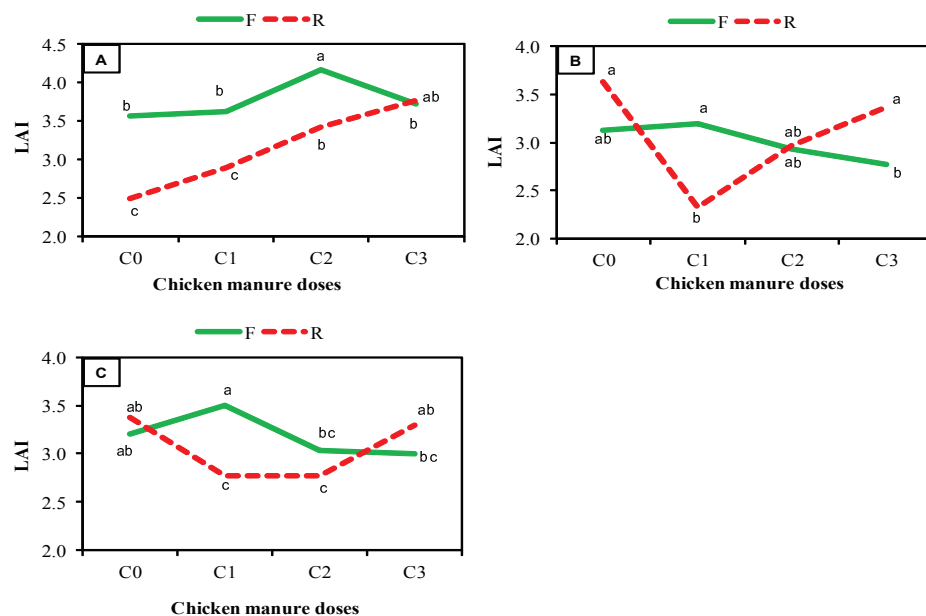 F R
A
LAI
4.5
4.0
3.5
3.0
2.5
2.0
b
b
a
ab
b
c
c
b
C0 C1 C2 C3
Chicken manure doses
F R
B
LAI
4.0
3.5
3.0
2.5
2.0
a
ab
a
b
ab
ab
a
b
C0 C1 C2 C3
Chicken manure doses
F R
C
LAI
4.0
3.5
3.0
2.5
2.0
ab
ab
a
c
bc
c
ab
bc
C0 C1 C2 C3
Chicken manure doses